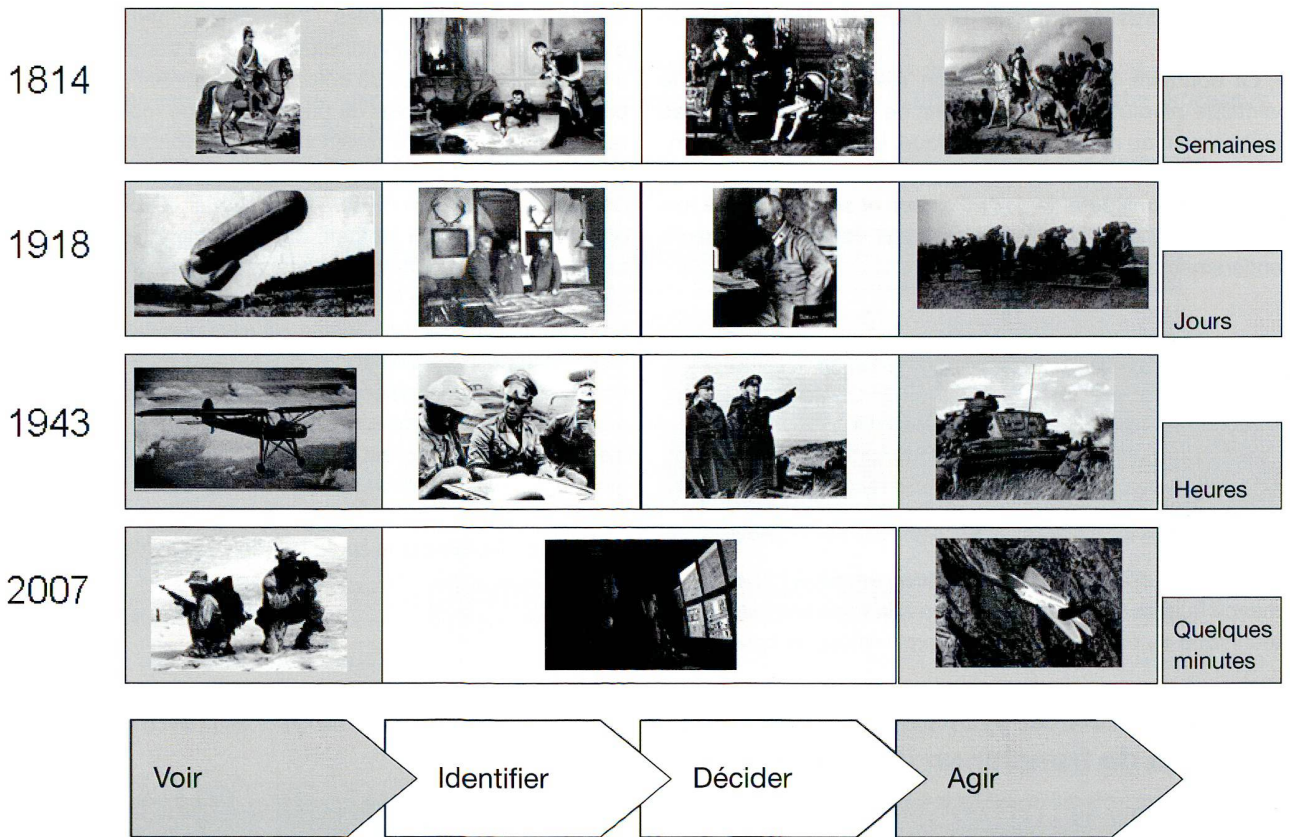 1814
Semaines
1918
Jours
1943
Heures
2007
Quelques
minutes
Voir
Identifier
Décider
Agir